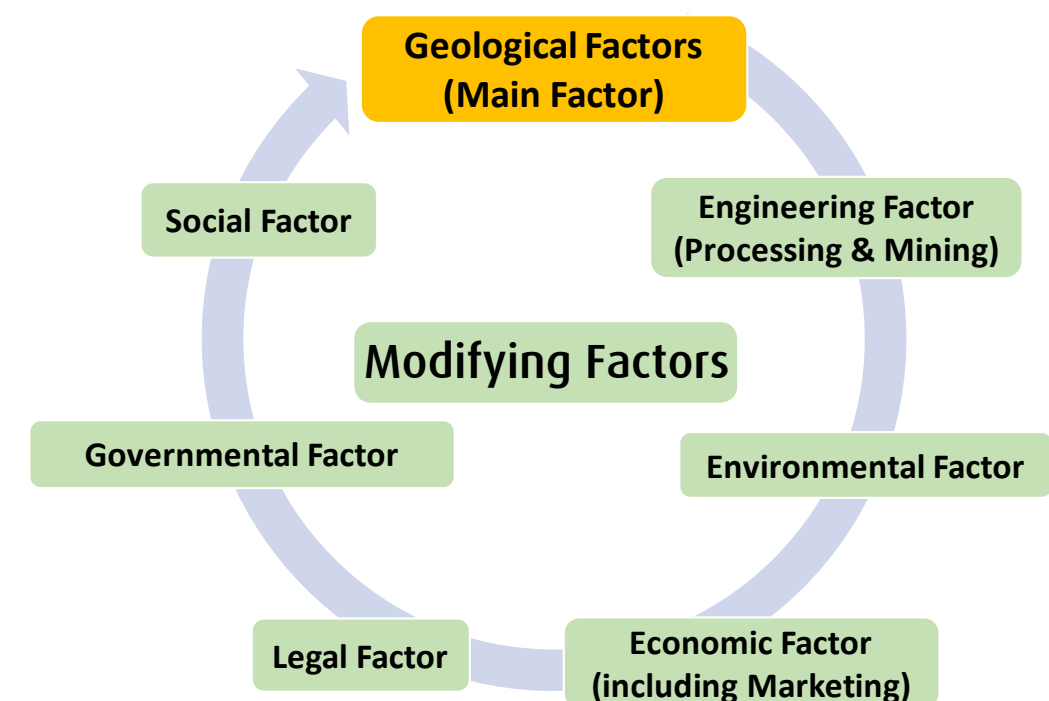 Geological Factors
(Main Factor)
Engineering Factor
(Processing & Mining)
Environmental Factor
Economic Factor
(including Marketing)
Legal Factor
Governmental Factor
Social Factor
Modifying Factors